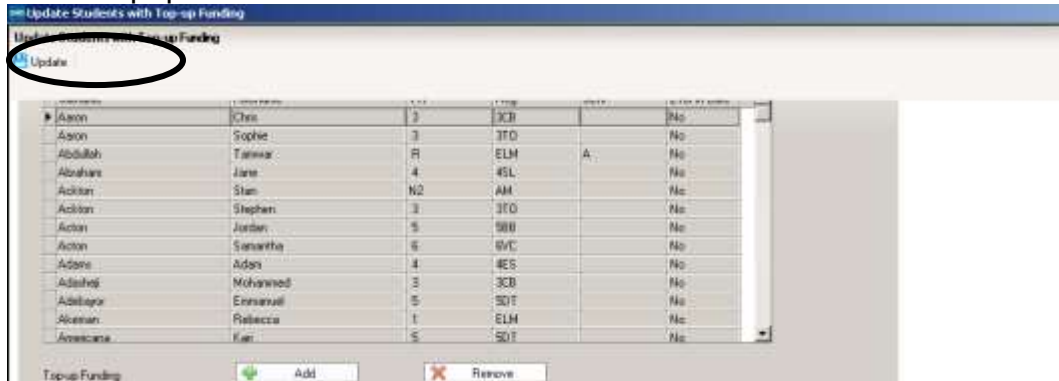 Update Students with Top-up Funding
Update Students with Top-up Funding
Update
Aaron Chris 3 3CB No
Aaron Sophie 3 3TO No
Abdullah Tanwar R ELM A No
Abraham Jane 4 4SL No
Ackton Stan N2 AM No
Ackton Stephen 3 3TO No
Acton Jordan 5 5BB No
Acton Samantha 6 6VC No
Adams Adam 4 4ES No
Mohammed 3 3CB No
Adebayor Emmanuel 5 5DT No
Akeman Rebecca 1 ELM No
Americana Kari 5 5DT No
Top-up Funding Add Remove